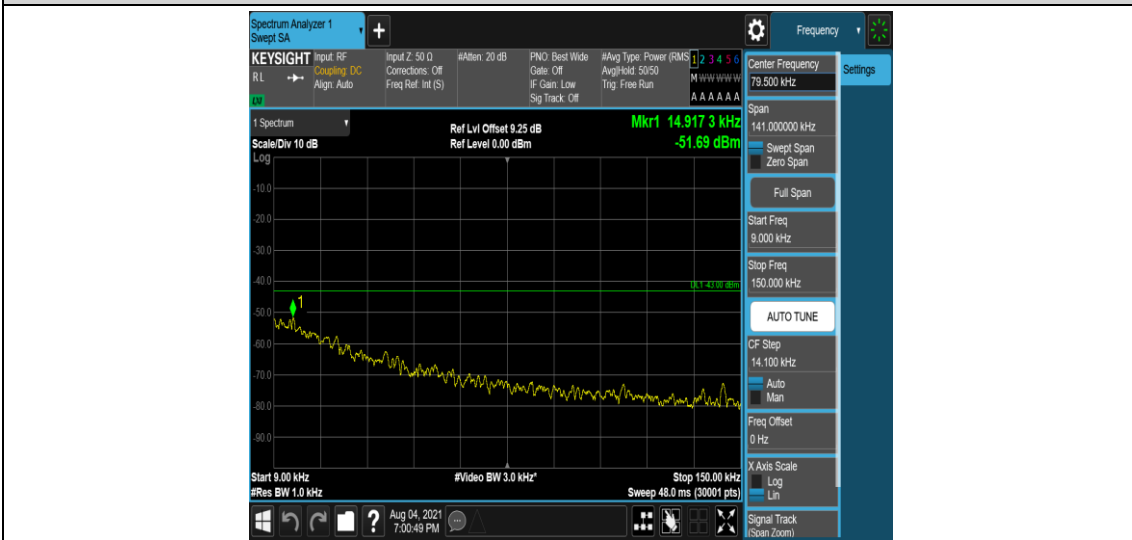 Spectrum Analyzer 1
Swept SA
+
Frequency
KEYSIGHT
RL
LXI
Input: RF
Coupling: DC
Align: Auto
Input Z: 50 Ω
Corrections: Off
Freq Ref: Int (S)
#Atten: 20 dB
PNO: Best Wide
Gate: Off
IF Gain: Low
Sig Track: Off
#Avg Type: Power (RMS
Avg|Hold: 50/50
Trig: Free Run
1 2 3 4 5 6
M W W W W W
A A A A A A
1 Spectrum
Scale/Div 10 dB
Log
Ref Lvl Offset 9.25 dB
Ref Level 0.00 dBm
Mkr1 14.917 3 kHz
-51.69 dBm
-10.0
-20.0
-30.0
-40.0
DL1 -43.00 dBm
1
-50.0
-60.0
-70.0
-80.0
-90.0
Start 9.00 kHz
#Res BW 1.0 kHz
#Video BW 3.0 kHz*
Stop 150.00 kHz
Sweep 48.0 ms (30001 pts)
Center Frequency
79.500 kHz
Settings
Span
141.000000 kHz
Swept Span
Zero Span
Full Span
Start Freq
9.000 kHz
Stop Freq
150.000 kHz
AUTO TUNE
CF Step
14.100 kHz
Auto
Man
Freq Offset
0 Hz
X Axis Scale
Log
Lin
Signal Track
(Span Zoom)
?
Aug 04, 2021
7:00:49 PM